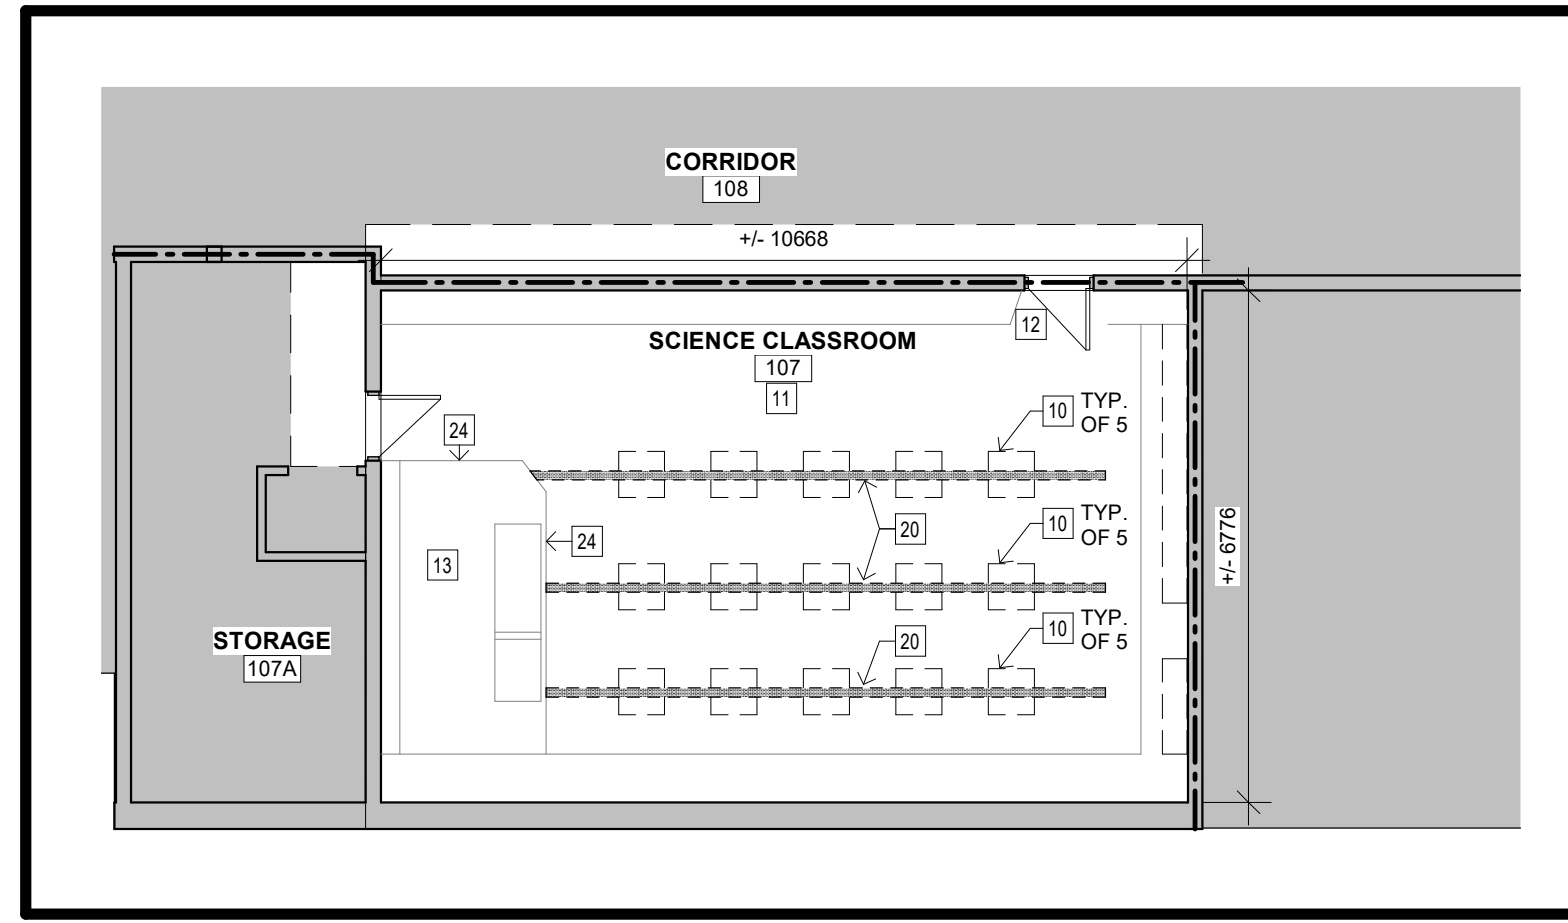 CORRIDOR
108
+/- 10668
SCIENCE CLASSROOM
107
11
12
10 TYP.
OF 5
24
20
10 TYP.
OF 5
24
13
+/- 6776
10 TYP.
OF 5
20
STORAGE
107A